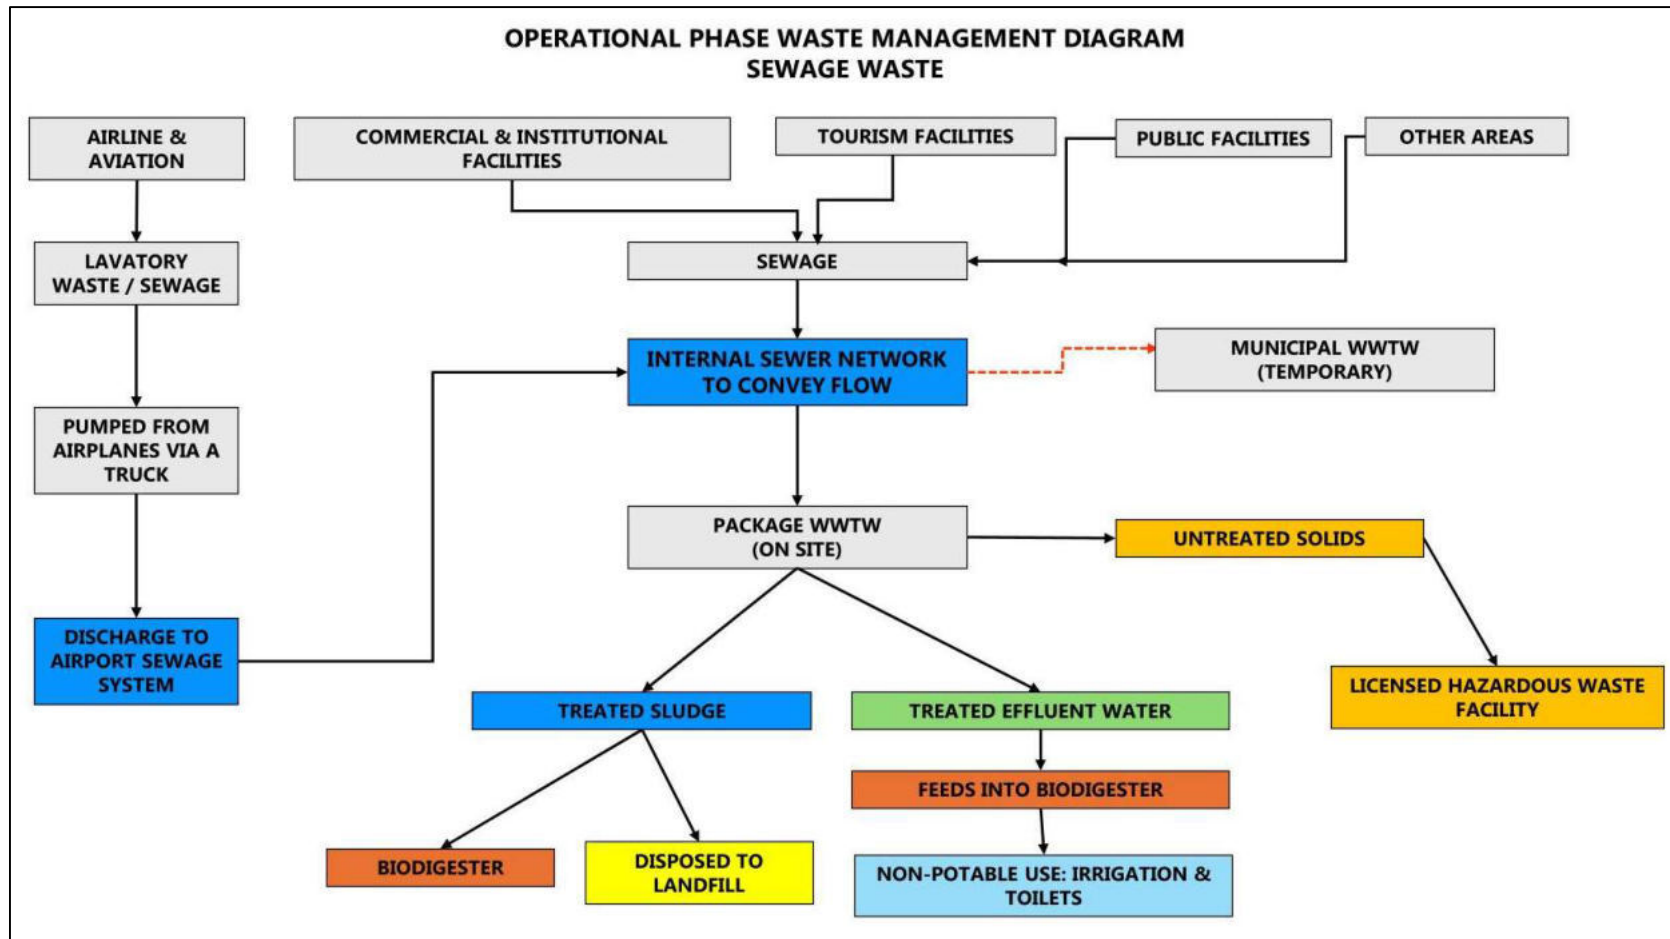 OPERATIONAL PHASE WASTE MANAGEMENT DIAGRAM
SEWAGE WASTE
AIRLINE &
AVIATION
COMMERCIAL & INSTITUTIONAL
FACILITIES
TOURISM FACILITIES
PUBLIC FACILITIES
OTHER AREAS
LAVATORY
WASTE / SEWAGE
SEWAGE
INTERNAL SEWER NETWORK
TO CONVEY FLOW
MUNICIPAL WWTW
(TEMPORARY)
PUMPED FROM
AIRPLANES VIA A
TRUCK
PACKAGE WWTW
(ON SITE)
UNTREATED SOLIDS
DISCHARGE TO
AIRPORT SEWAGE
SYSTEM
LICENSED HAZARDOUS WASTE
FACILITY
TREATED SLUDGE
TREATED EFFLUENT WATER
FEEDS INTO BIODIGESTER
BIODIGESTER
DISPOSED TO
LANDFILL
NON-POTABLE USE: IRRIGATION &
TOILETS